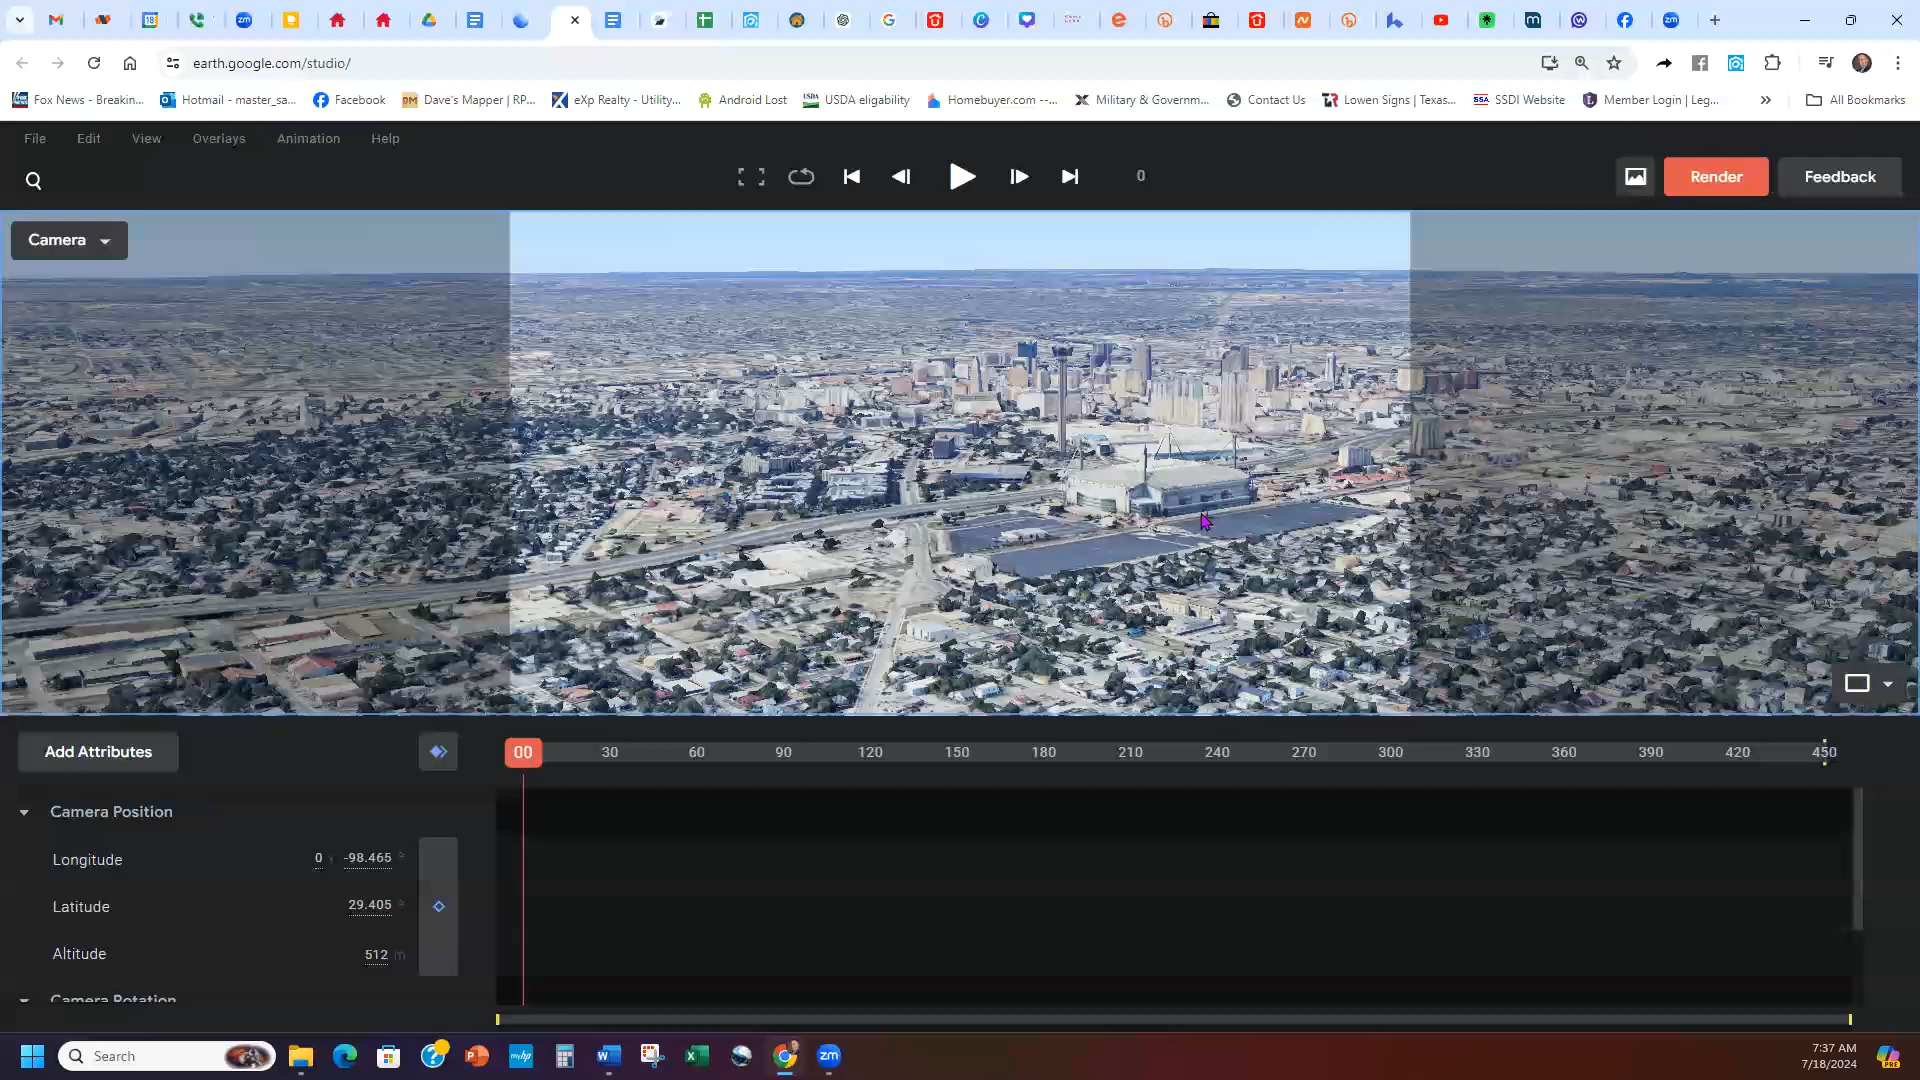 earth.google.com/studio/
Fox News - Breakin...
Hotmail - master_sa...
Facebook
Dave's Mapper | RP...
eXp Realty - Utility...
Android Lost
USDA eligibility
Homebuyer.com --...
Military & Governm...
Contact Us
Lowen Signs | Texas...
SSDI Website
Member Login | Leg...
All Bookmarks
File
Edit
View
Overlays
Animation
Help
0
Render
Feedback
Camera
Add Attributes
00
30
60
90
120
150
180
210
240
270
300
330
360
390
420
450
Camera Position
Longitude
0
-98.465 °
Latitude
29.405 °
Altitude
512 m
Camera Rotation
Search
7:37 AM
7/18/2024